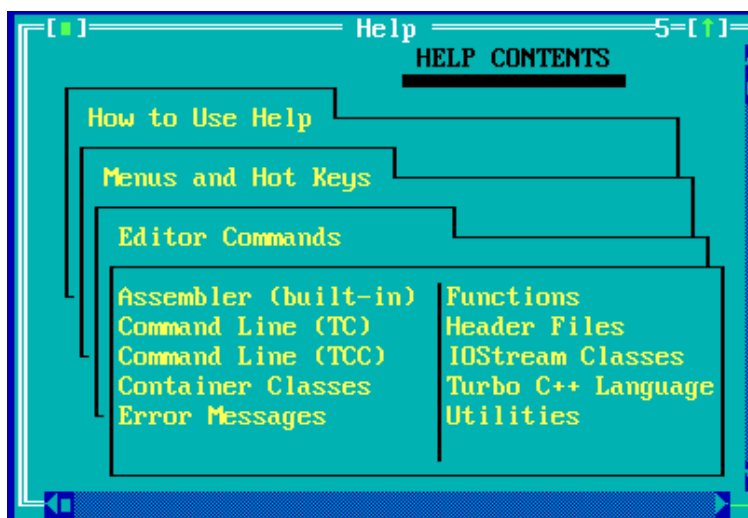 [■] Help 5=[↑]
HELP CONTENTS
How to Use Help
Menus and Hot Keys
Editor Commands
Assembler (built-in) Functions
Command Line (TC) Header Files
Command Line (TCC) IOStream Classes
Container Classes Turbo C++ Language
Error Messages Utilities